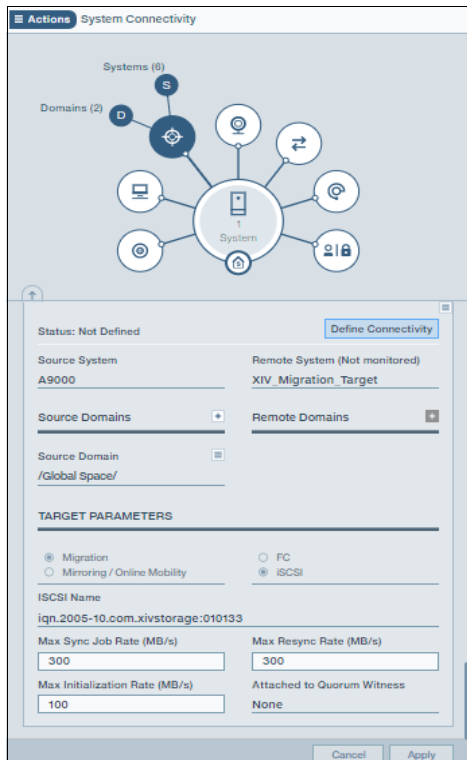 Actions System Connectivity
Systems (6)
S
Domains (2)
D
1
System
Status: Not Defined
Define Connectivity
Source System
Remote System (Not monitored)
A9000
XIV_Migration_Target
Source Domains
Remote Domains
Source Domain
/Global Space/
TARGET PARAMETERS
Migration
FC
Mirroring / Online Mobility
iSCSI
ISCSI Name
iqn.2005-10.com.xivstorage:010133
Max Sync Job Rate (MB/s)
Max Resync Rate (MB/s)
300
300
Max Initialization Rate (MB/s)
Attached to Quorum Witness
100
None
Cancel
Apply